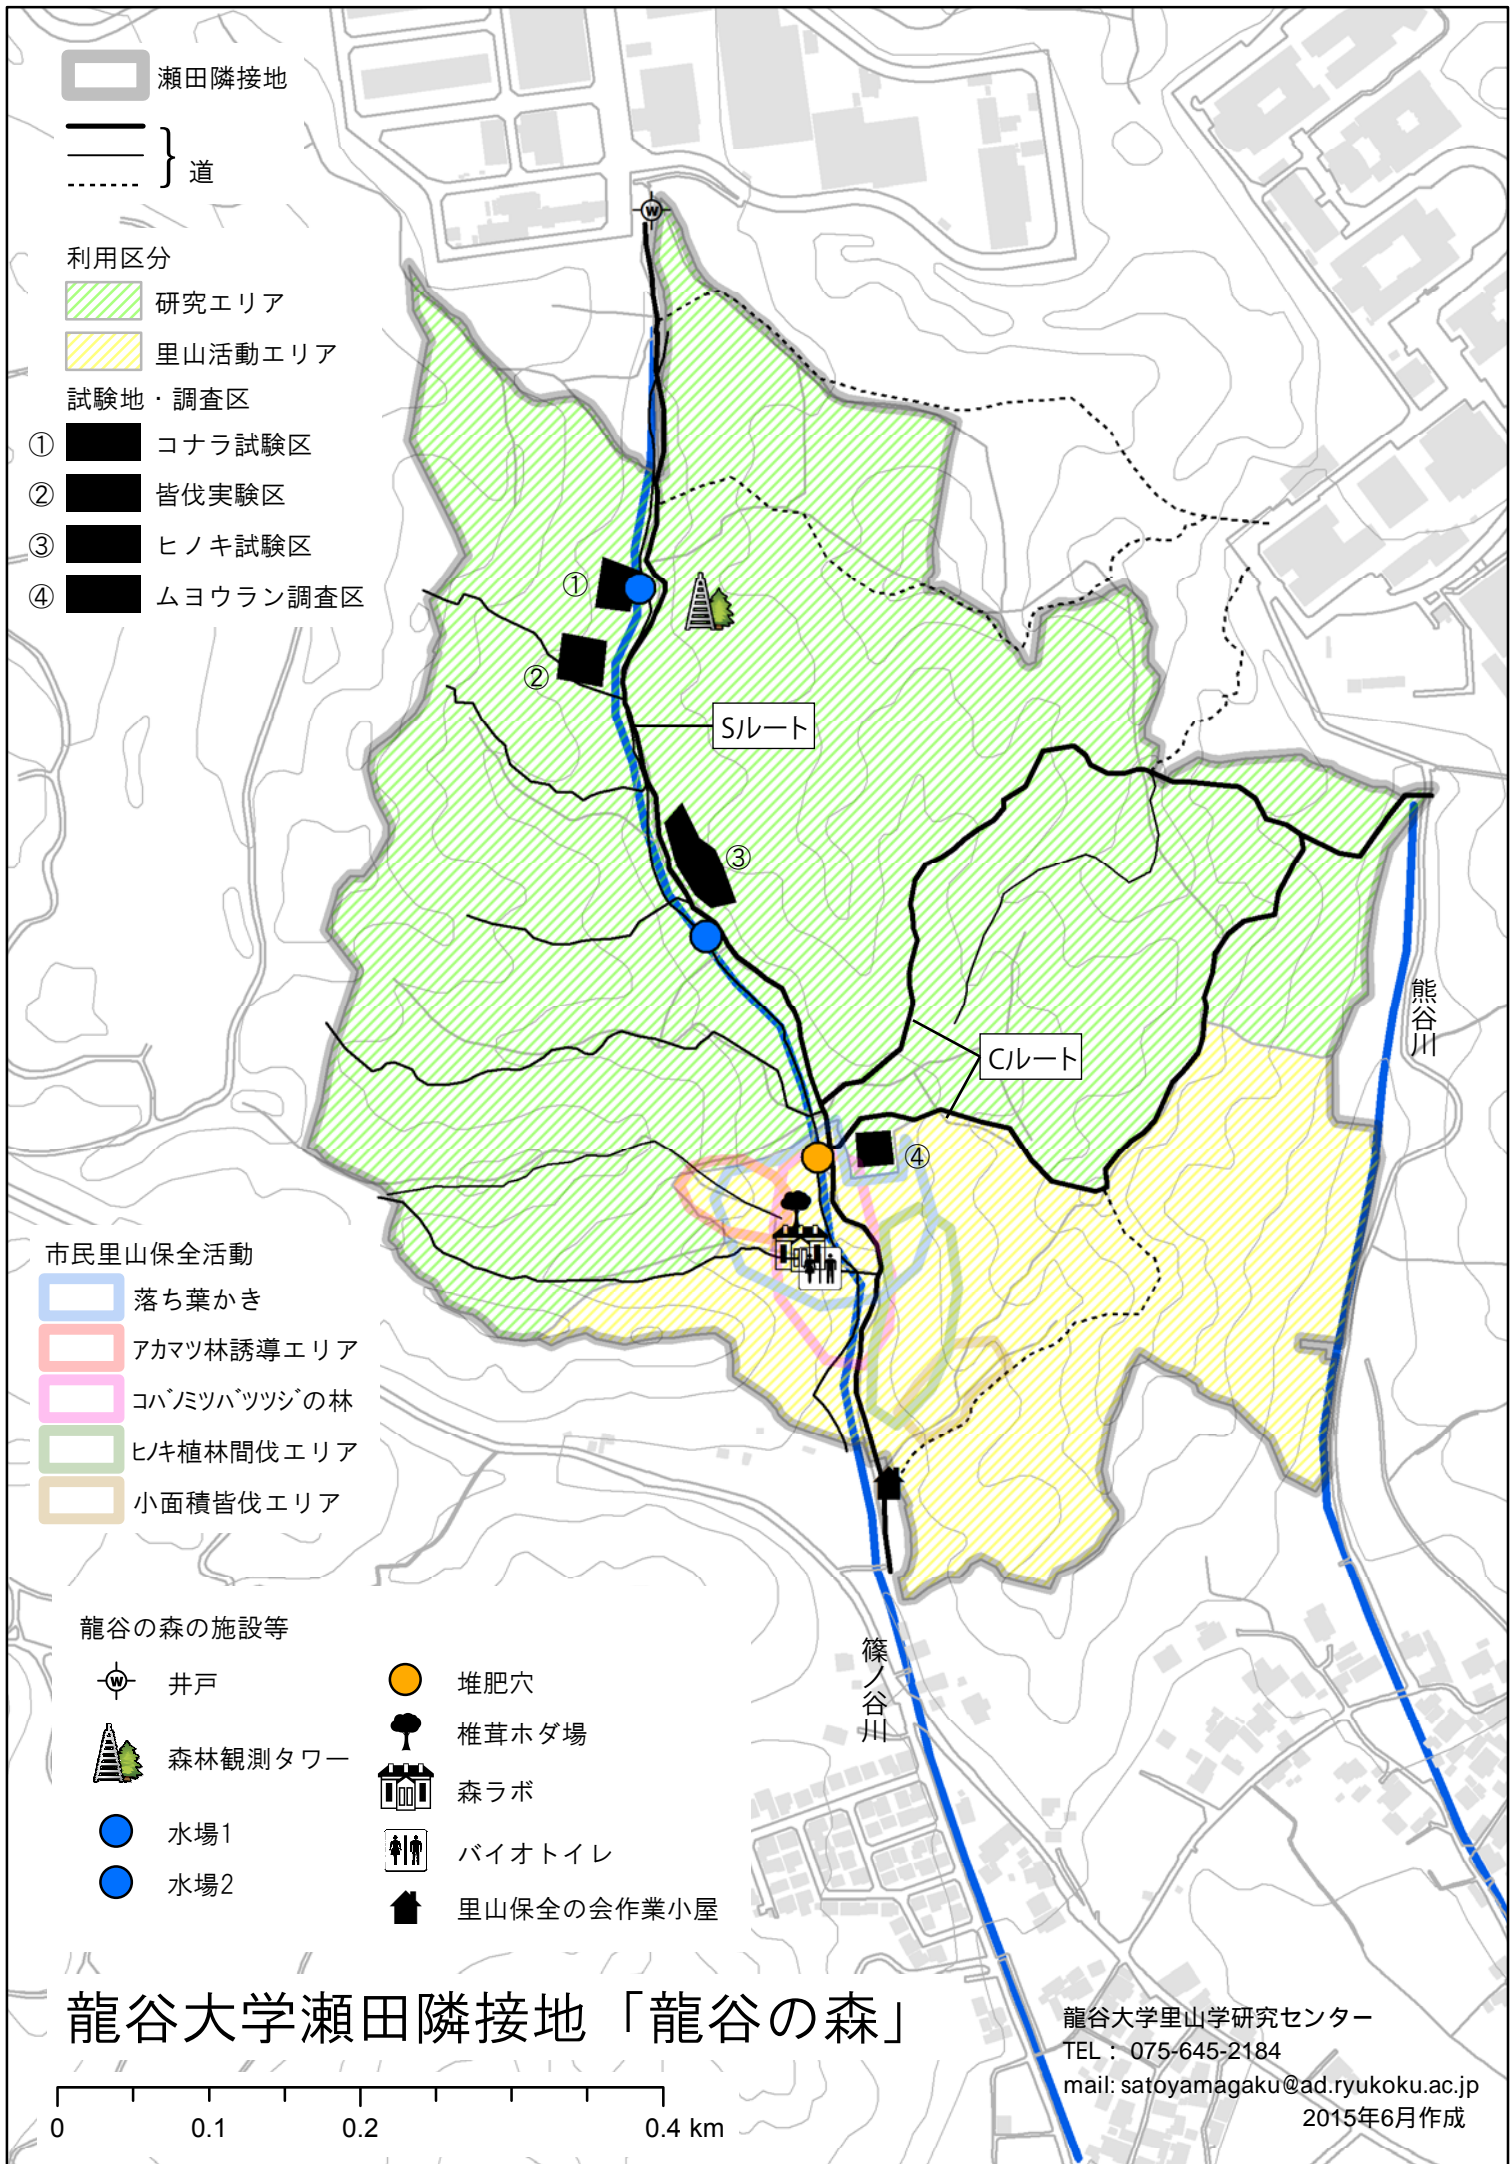 瀬田隣接地
道
利用区分
研究エリア
里山活動エリア
試験地・調査区
① コナラ試験区
② 皆伐実験区
③ ヒノキ試験区
④ ムヨウラン調査区
W
①
②
Sルート
③
Cルート
熊谷川
④
市民里山保全活動
落ち葉かき
アカマツ林誘導エリア
コバノミツバツツジの林
ヒノキ植林間伐エリア
小面積皆伐エリア
篠ノ谷川
龍谷の森の施設等
W 井戸
森林観測タワー
水場1
水場2
堆肥穴
椎茸ホダ場
森ラボ
バイオトイレ
里山保全の会作業小屋
龍谷大学瀬田隣接地「龍谷の森」
0 0.1 0.2 0.4 km
龍谷大学里山学研究センター
TEL： 075-645-2184
mail: satoyamagaku@ad.ryukoku.ac.jp
2015年6月作成